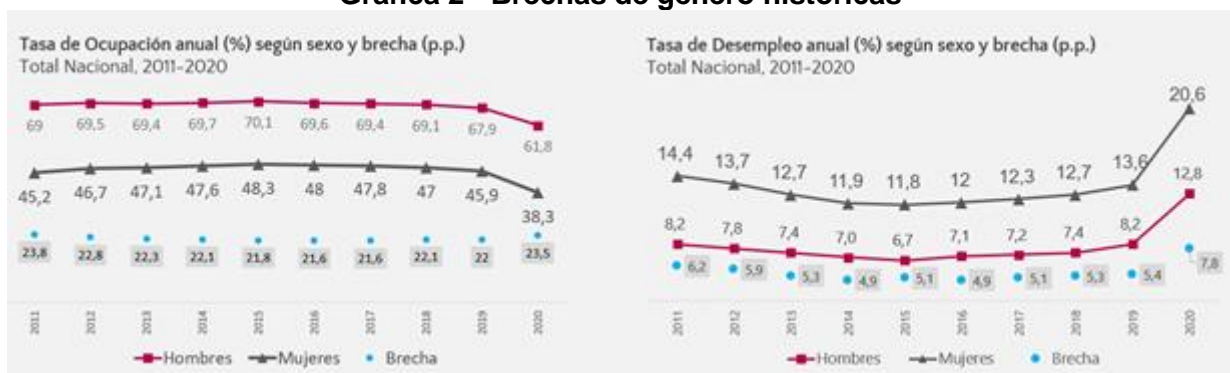 Gráfica 2 - Brechas de género históricas
Tasa de Ocupación anual (%) según sexo y brecha (p.p.)
Total Nacional, 2011-2020
69 69,5 69,4 69,7 70,1 69,6 69,4 69,1 67,9 61,8
45,2 46,7 47,1 47,6 48,3 48 47,8 47 45,9 38,3
23,8 22,8 22,3 22,1 21,8 21,6 21,6 22,1 22 23,5
2011 2012 2013 2014 2015 2016 2017 2018 2019 2020
Hombres Mujeres Brecha
Tasa de Desempleo anual (%) según sexo y brecha (p.p.)
Total Nacional, 2011-2020
14,4 13,7 12,7 11,9 11,8 12 12,3 12,7 13,6 20,6
8,2 7,8 7,4 7,0 6,7 7,1 7,2 7,4 8,2 12,8
6,2 5,9 5,3 4,9 5,1 4,9 5,1 5,3 5,4 7,8
2011 2012 2013 2014 2015 2016 2017 2018 2019 2020
Hombres Mujeres Brecha